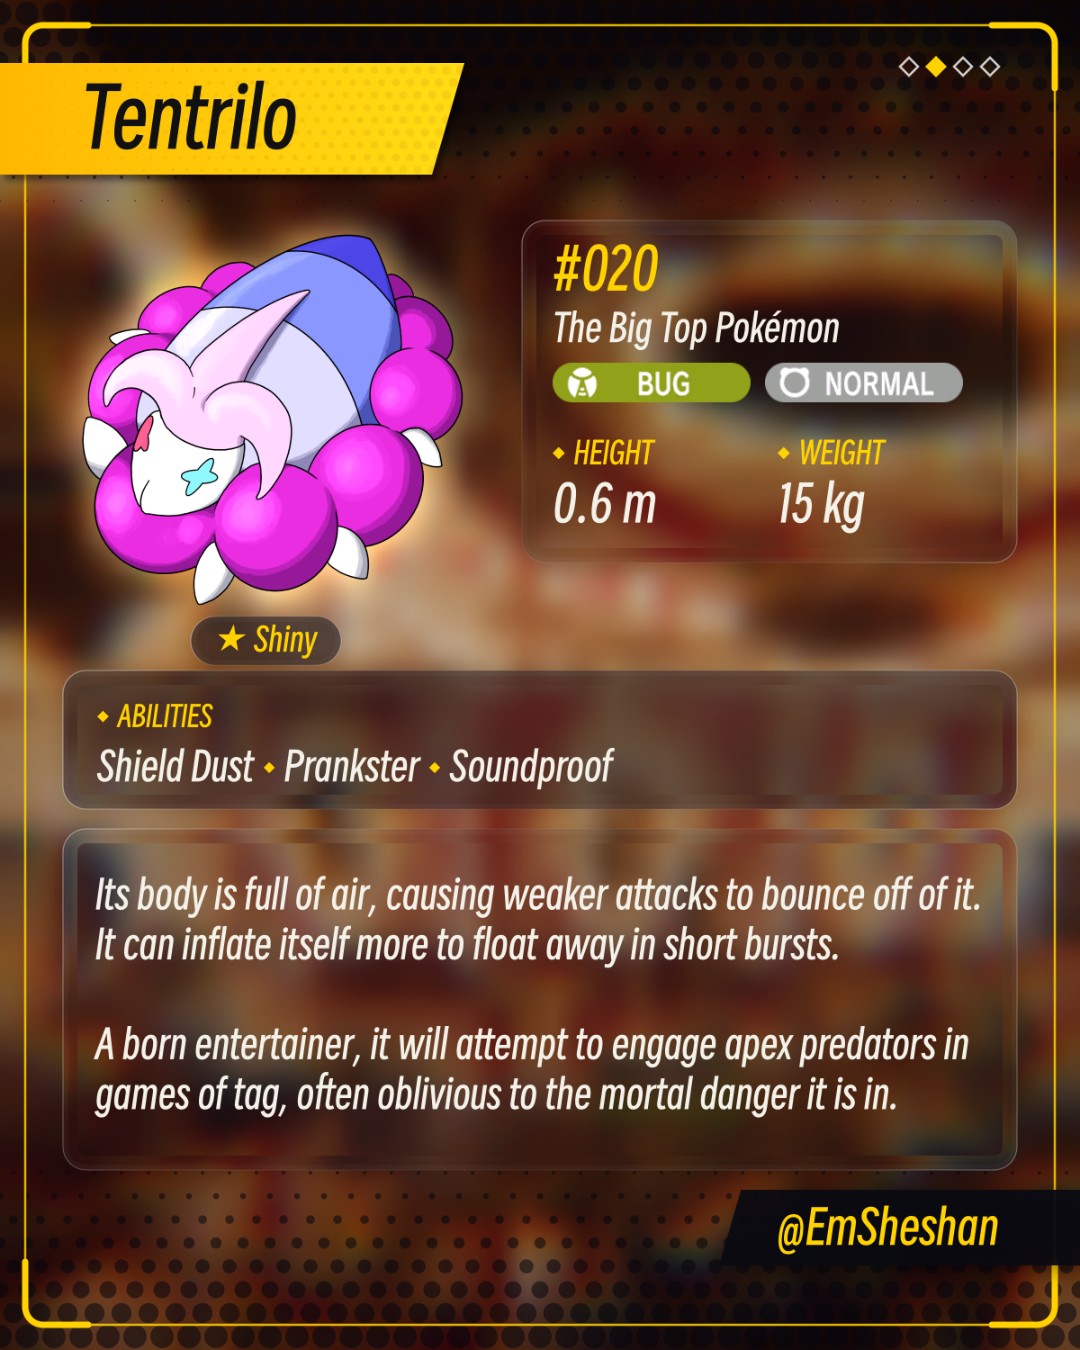 Tentrilo
#020
The Big Top Pokémon
BUG NORMAL
HEIGHT WEIGHT
0.6 m 15 kg
★ Shiny
ABILITIES
Shield Dust ⬥ Prankster ⬥ Soundproof
Its body is full of air, causing weaker attacks to bounce off of it.
It can inflate itself more to float away in short bursts.
A born entertainer, it will attempt to engage apex predators in
games of tag, often oblivious to the mortal danger it is in.
@EmSheshan